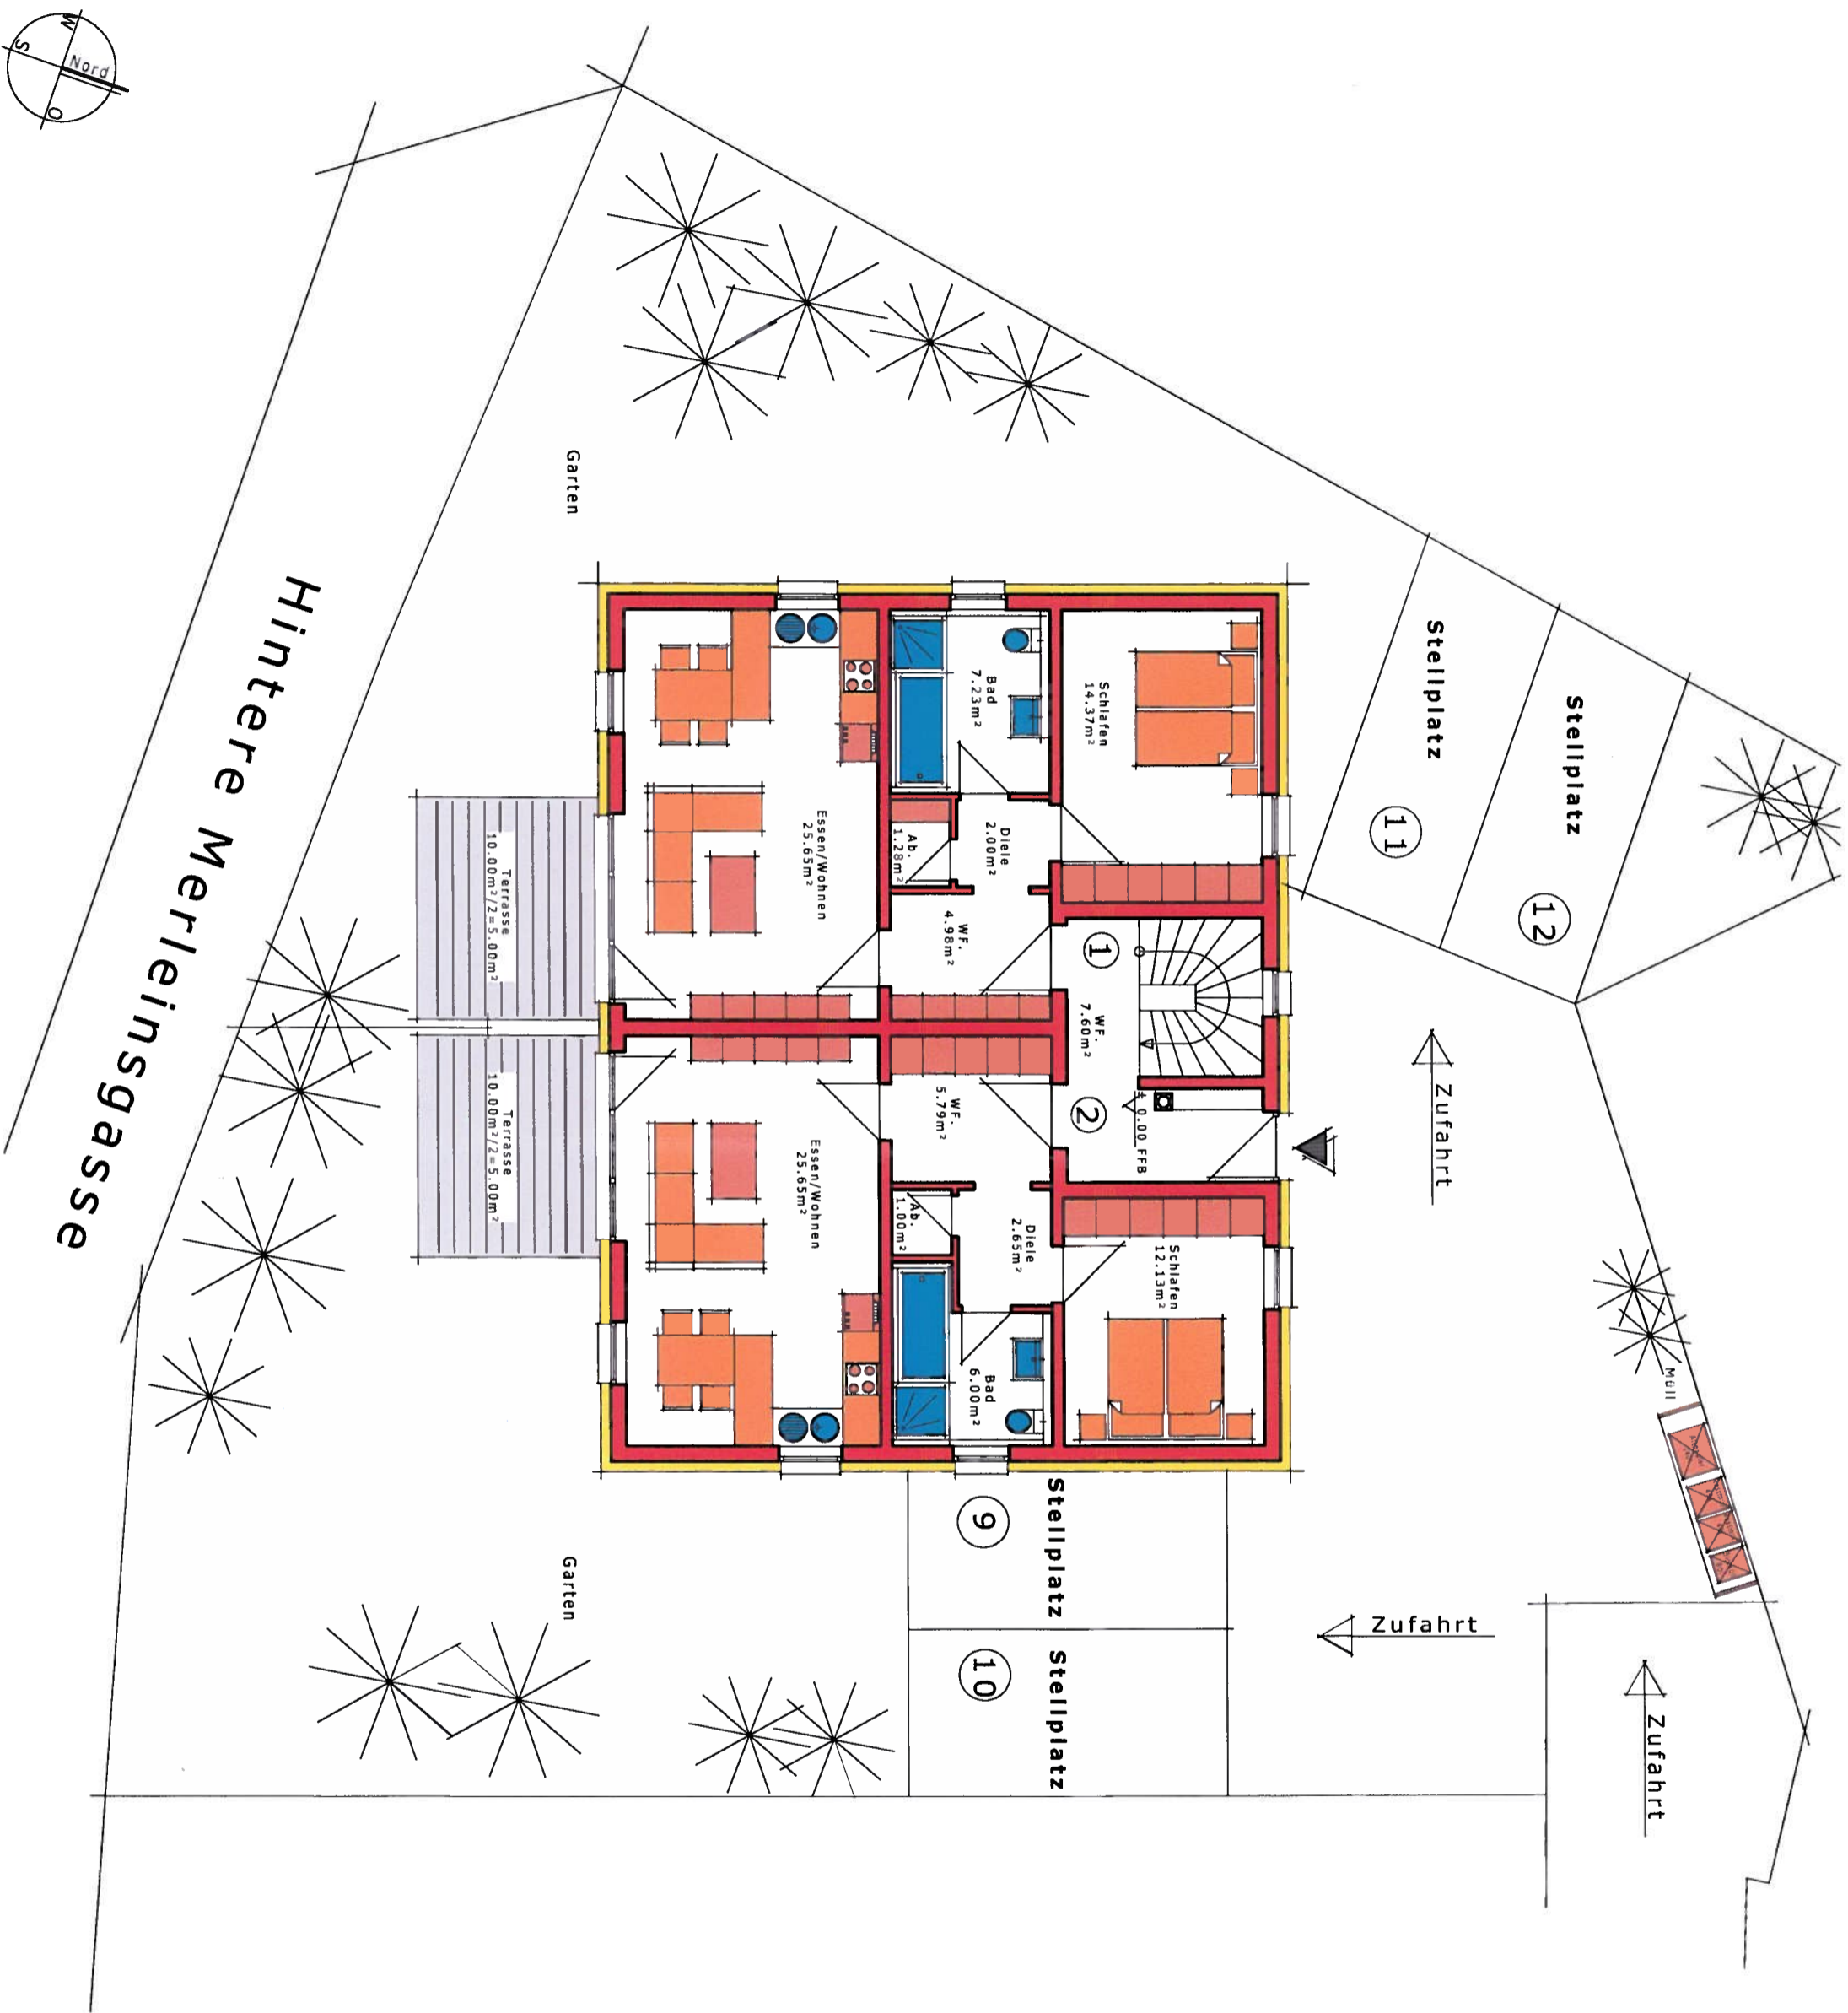 W
S
Nord
O
Hintere Merleinsgasse
Garten
Stellplatz
11
Stellplatz
12
Schlafen
14.37m²
Bad
7.23m²
Diele
2.00m²
Ab.
1.28m²
Essen/Wohnen
25.65m²
WF.
4.98m²
Terrasse
10.00m²/2=5.00m²
1
WF.
7.60m²
2
± 0.00 FFB
WF.
5.79m²
Terrasse
10.00m²/2=5.00m²
Essen/Wohnen
25.65m²
Ab.
1.00m²
Diele
2.65m²
Schlafen
12.13m²
Bad
6.00m²
Zufahrt
Müll
Stellplatz
9
Stellplatz
10
Garten
Zufahrt
Zufahrt